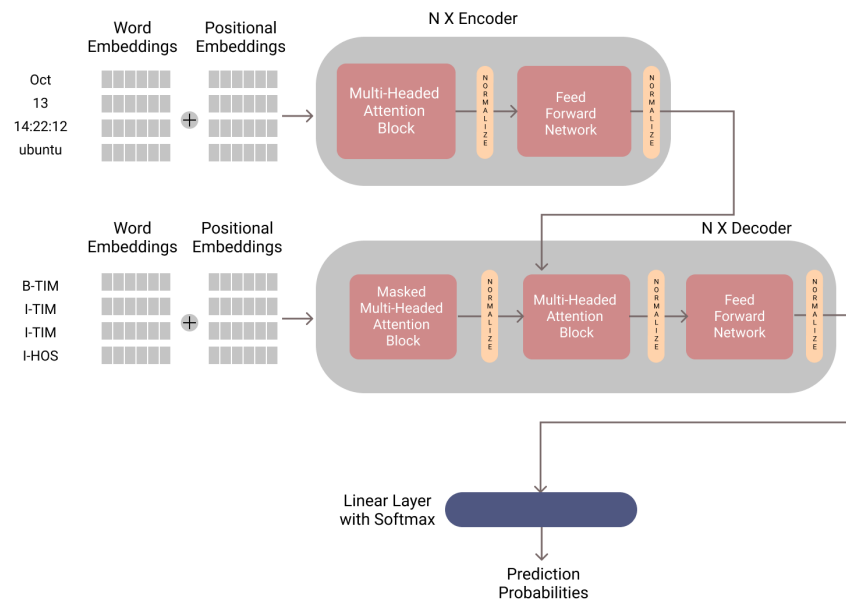 N X Encoder
Word
Embeddings
Positional
Embeddings
Oct
13
14:22:12
ubuntu
+
Multi-Headed
Attention
Block
NORMALIZE
Feed
Forward
Network
NORMALIZE
N X Decoder
Word
Embeddings
Positional
Embeddings
B-TIM
I-TIM
I-TIM
I-HOS
+
Masked
Multi-Headed
Attention
Block
NORMALIZE
Multi-Headed
Attention
Block
NORMALIZE
Feed
Forward
Network
NORMALIZE
Linear Layer
with Softmax
Prediction
Probabilities